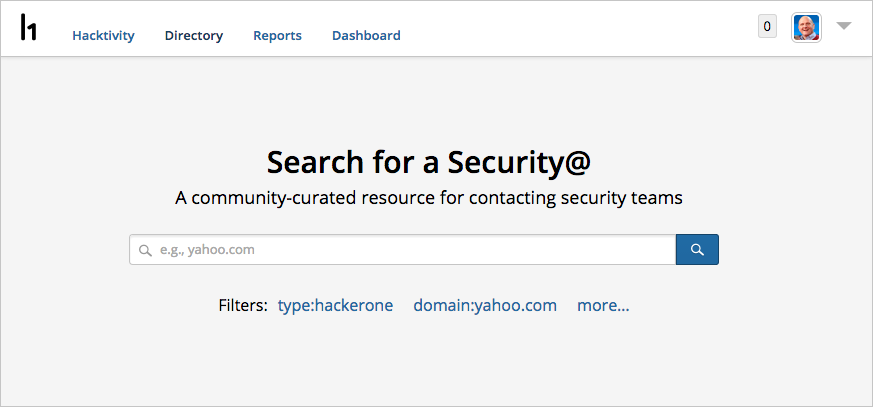 h1
Hacktivity Directory Reports Dashboard 0
Search for a Security@
A community-curated resource for contacting security teams
e.g., yahoo.com
Filters: type:hackerone domain:yahoo.com more...